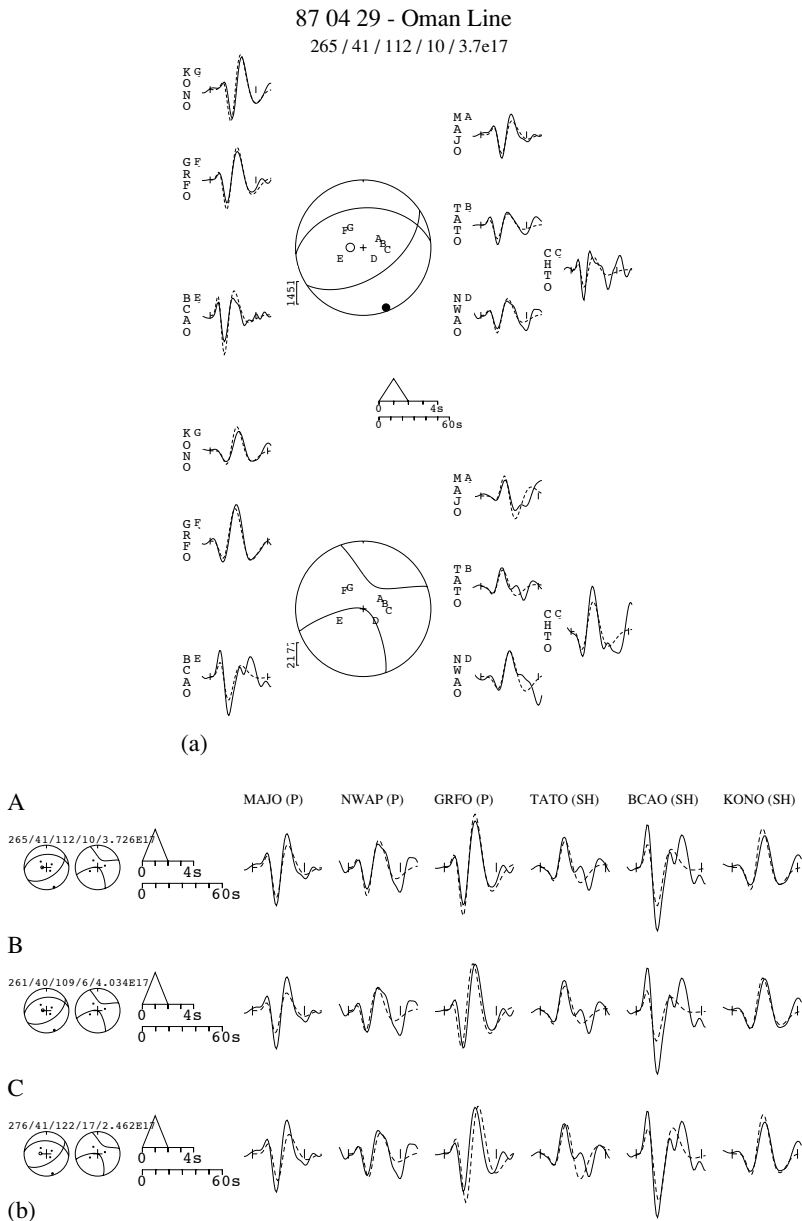 87 04 29 - Oman Line
265 / 41 / 112 / 10 / 3.7e17
KONO G
MAJO A
GRFO F
TATO B
CHTO C
BCAO E
NWAO D
F G
A
B
C
E
D
1451
0 4s
0 60s
KONO G
MAJO A
GRFO F
TATO B
CHTO C
BCAO E
NWAO D
F G
A
B
C
E
D
(a)
A
MAJO (P) NWAP (P) GRFO (P) TATO (SH) BCAO (SH) KONO (SH)
265/41/112/10/3.726E17
0 4s
0 60s
B
261/40/109/6/4.034E17
0 4s
0 60s
C
276/41/122/17/2.462E17
0 4s
0 60s
(b)